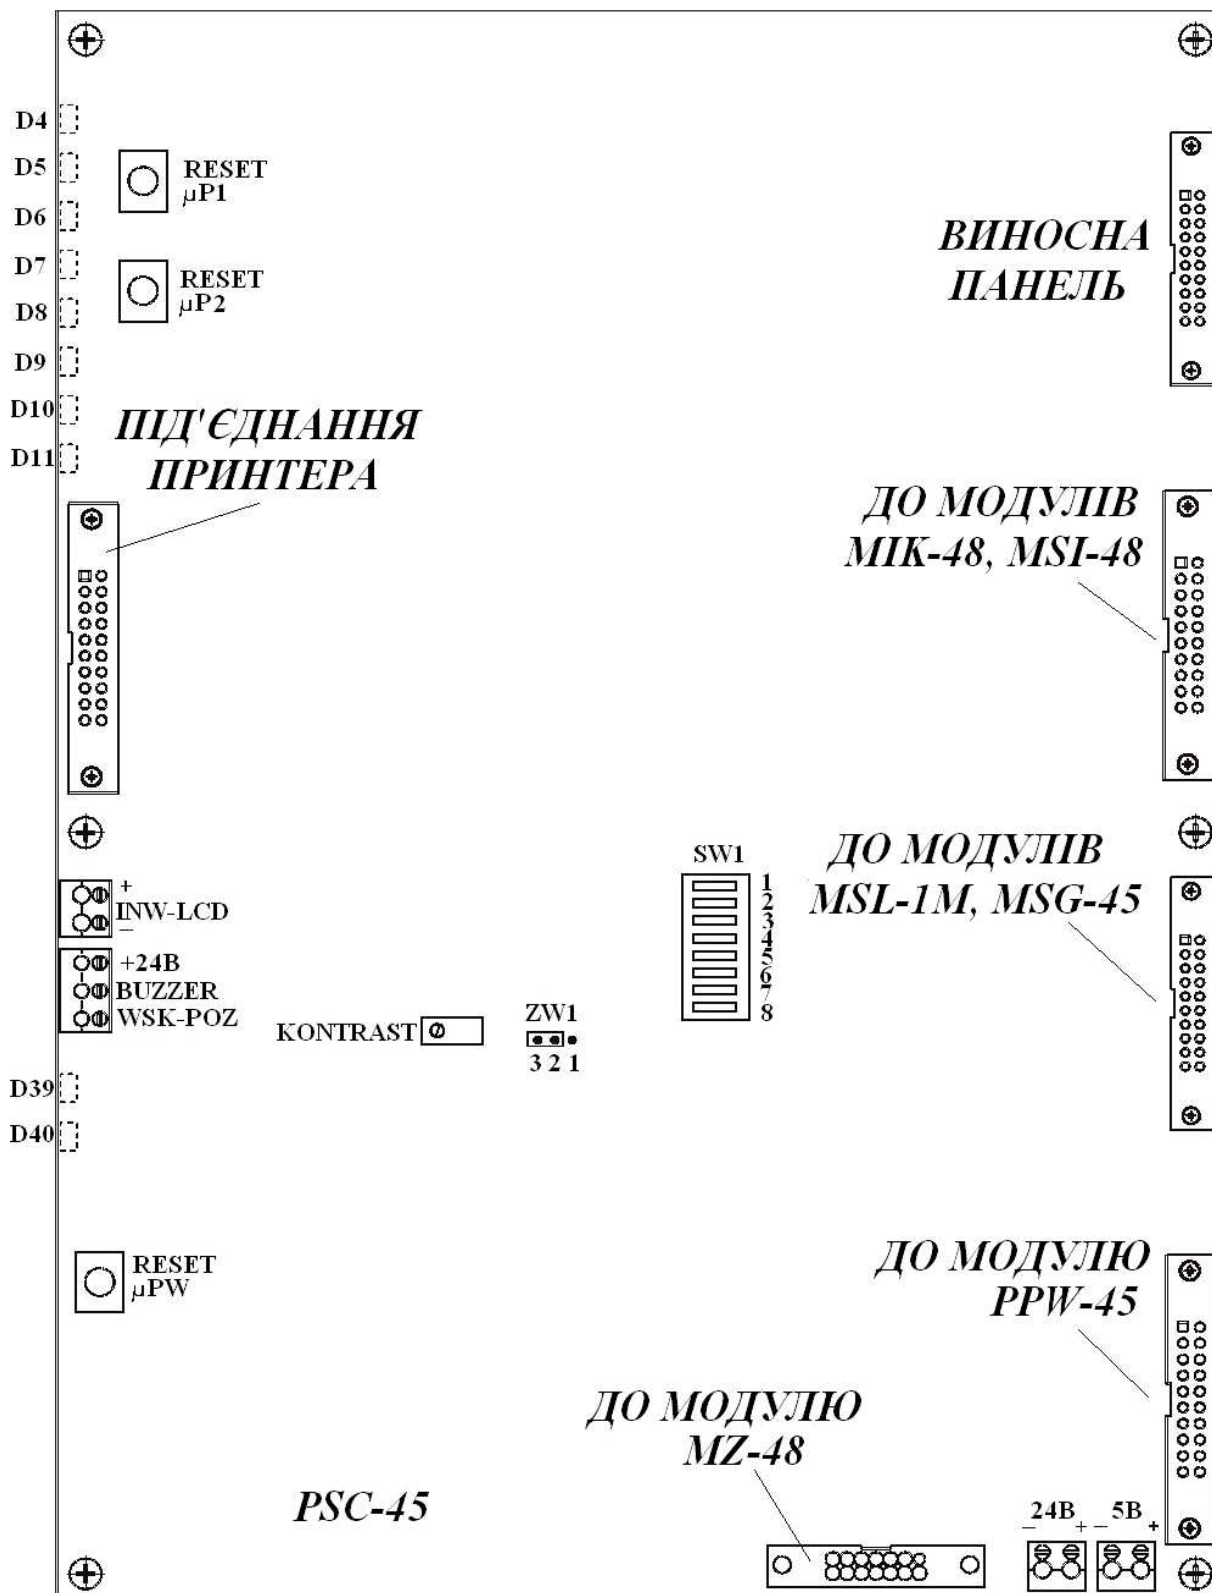 D4
D5
D6
D7
D8
D9
D10
D11
RESET
µP1
RESET
µP2
ВИНОСНА
ПАНЕЛЬ
ПІД'ЄДНАННЯ
ПРИНТЕРА
ДО МОДУЛІВ
MIK-48, MSI-48
SW1
1
2
3
4
5
6
7
8
ДО МОДУЛІВ
MSL-1M, MSG-45
+
INW-LCD
−
+24В
BUZZER
WSK-POZ
KONTRAST
ZW1
3 2 1
D39
D40
RESET
µPW
ДО МОДУЛЮ
PPW-45
ДО МОДУЛЮ
MZ-48
PSC-45
− 24В +
− 5В +